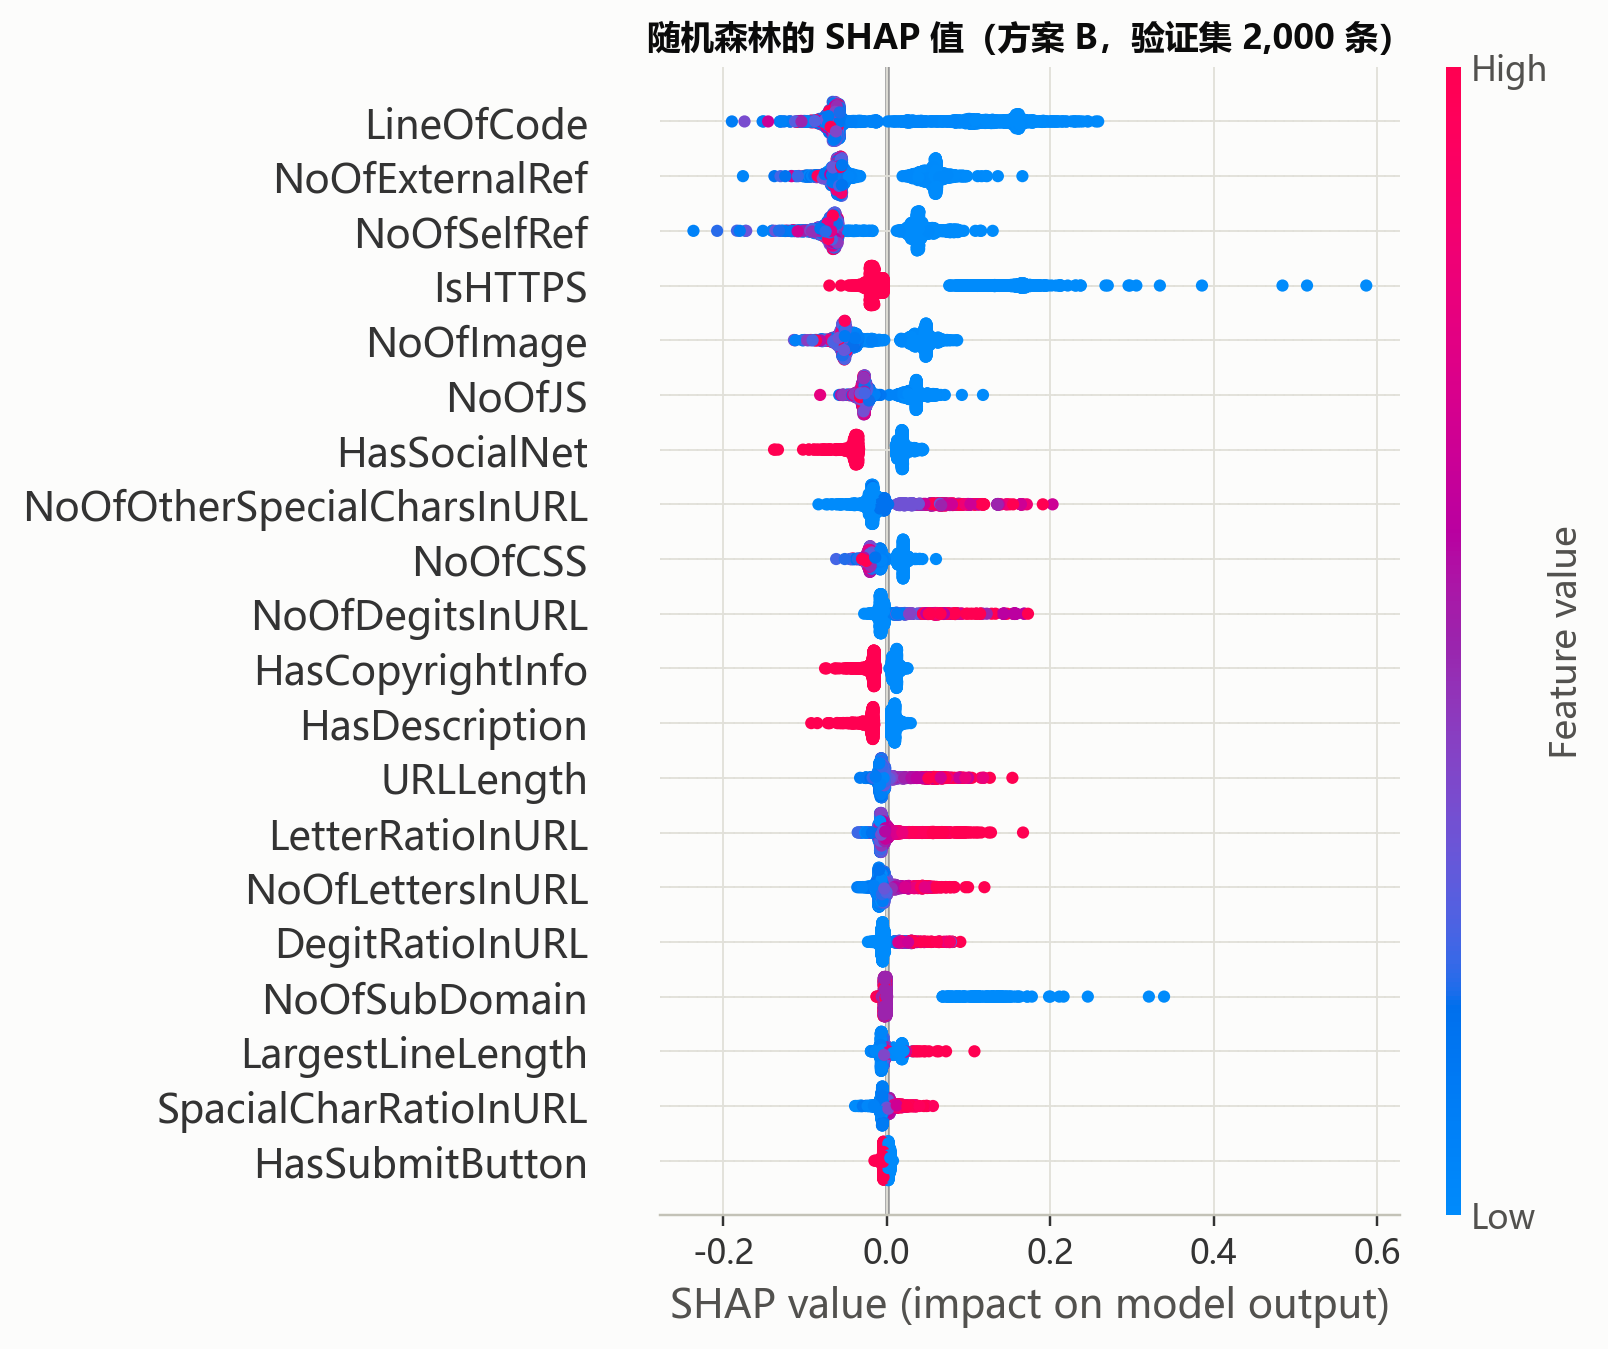 随机森林的 SHAP 值（方案 B，验证集 2,000 条）
High
LineOfCode
NoOfExternalRef
NoOfSelfRef
IsHTTPS
NoOfImage
NoOfJS
HasSocialNet
NoOfOtherSpecialCharsInURL
NoOfCSS
NoOfDegitsInURL
HasCopyrightInfo
HasDescription
URLLength
LetterRatioInURL
NoOfLettersInURL
DegitRatioInURL
NoOfSubDomain
LargestLineLength
SpacialCharRatioInURL
HasSubmitButton
Feature value
Low
-0.2 0.0 0.2 0.4 0.6
SHAP value (impact on model output)